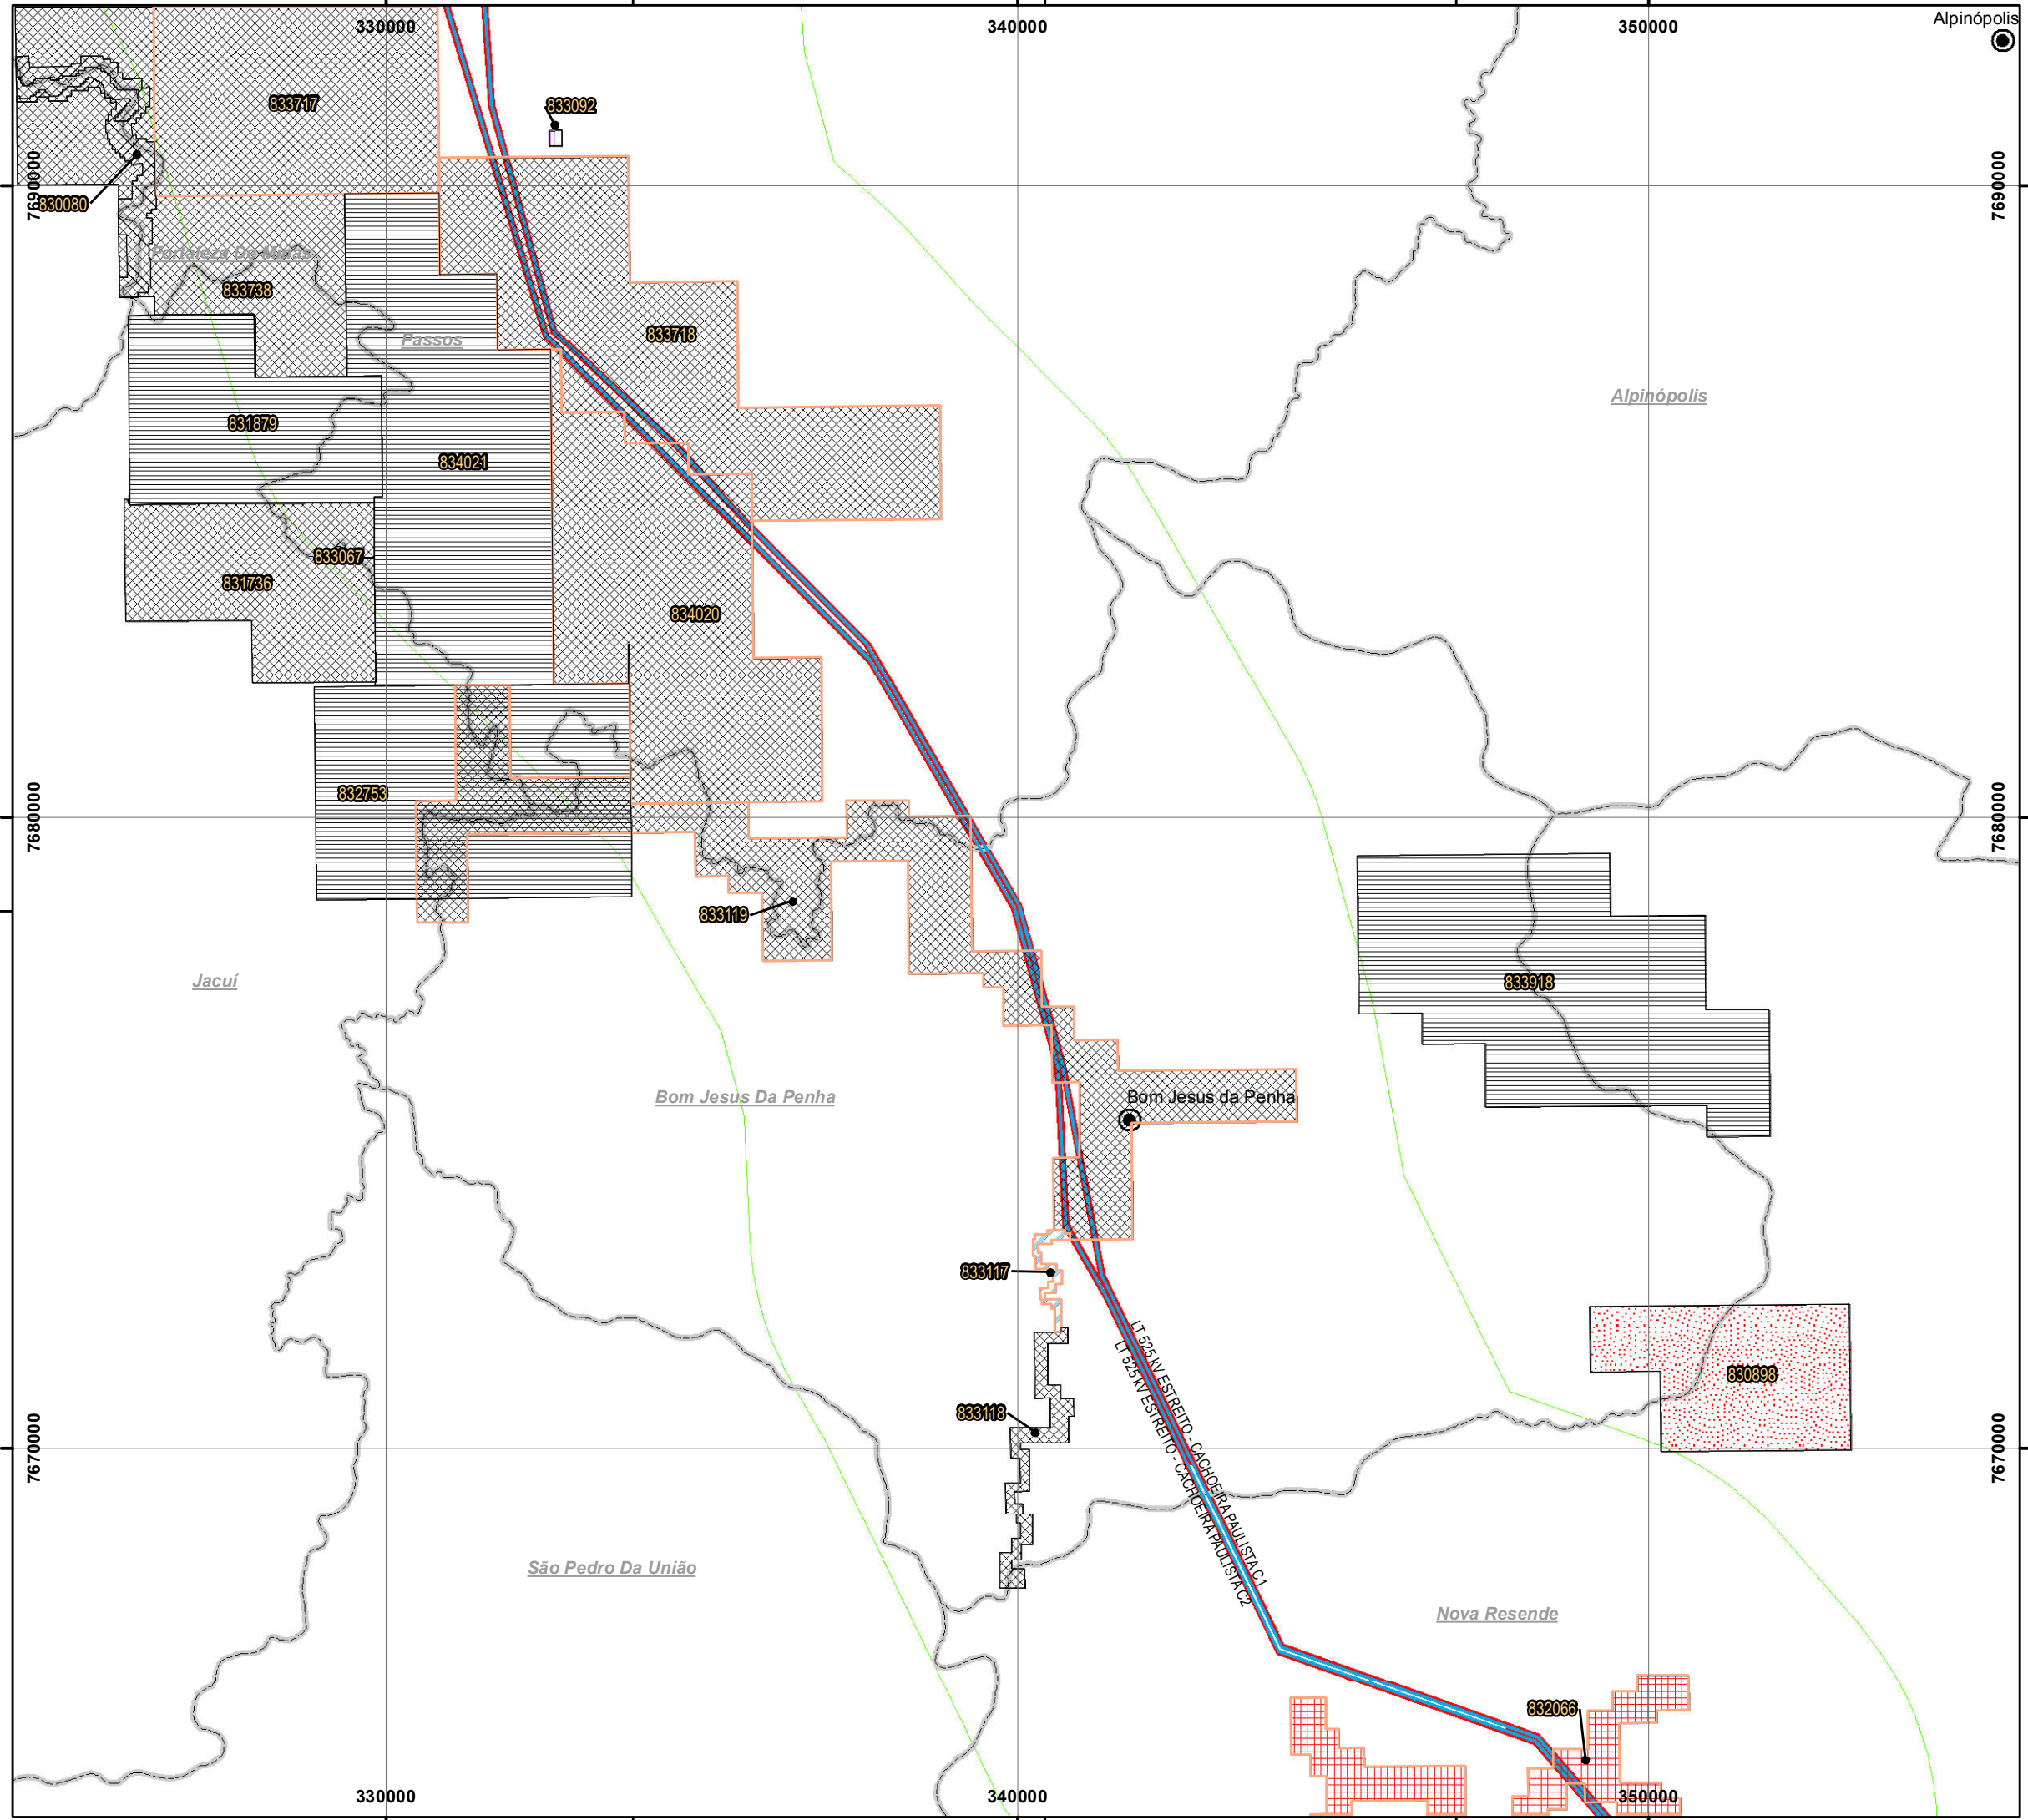 Alpinópolis
330000
340000
350000
833717
833092
7690000
7690000
830080
Fortaleza De Minas
833738
833718
Passos
Alpinópolis
831879
834021
833067
831736
834020
832753
7680000
7680000
833119
Jacuí
833918
Bom Jesus Da Penha
Bom Jesus da Penha
833117
LT 525 kV ESTREITO - CACHOEIRA PAULISTA C1
LT 525 kV ESTREITO - CACHOEIRA PAULISTA C2
830898
833118
7670000
7670000
São Pedro Da União
Nova Resende
832066
330000
340000
350000